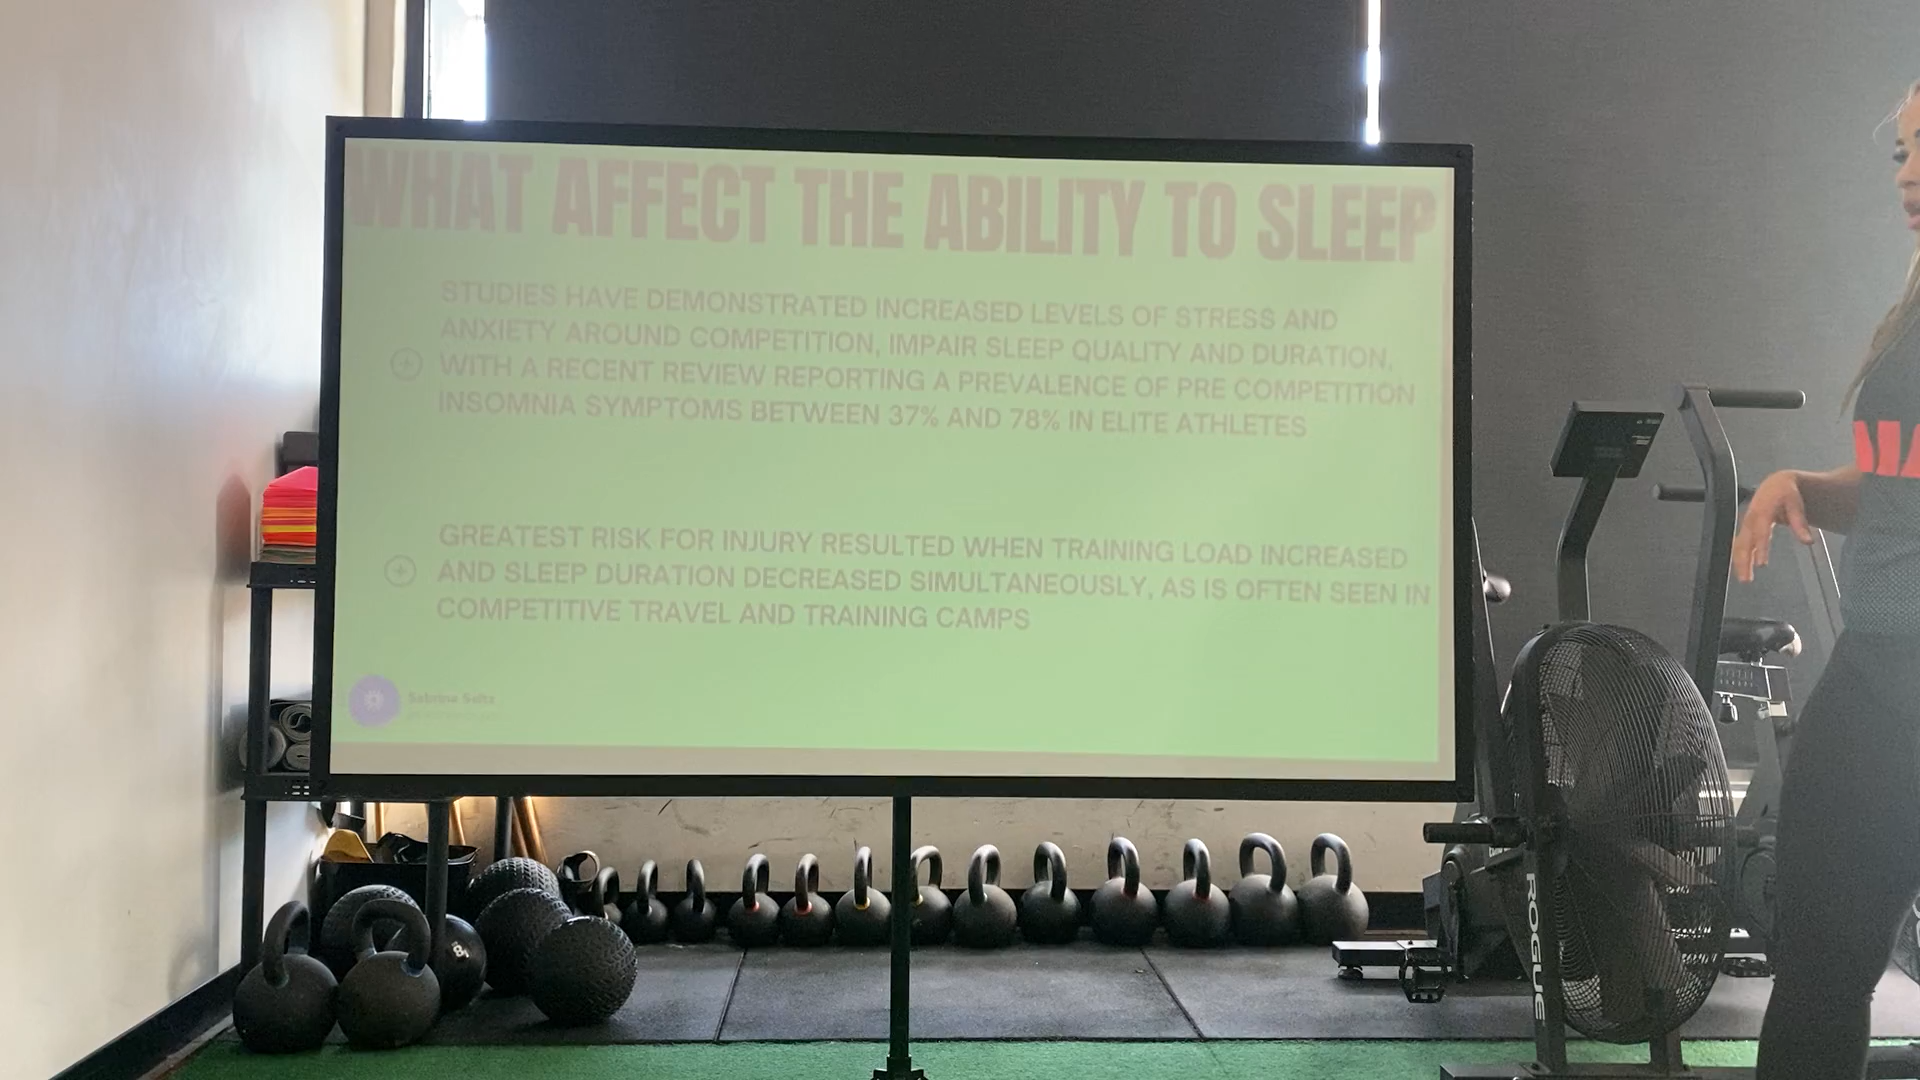 WHAT AFFECT THE ABILITY TO SLEEP
STUDIES HAVE DEMONSTRATED INCREASED LEVELS OF STRESS AND
ANXIETY AROUND COMPETITION, IMPAIR SLEEP QUALITY AND DURATION,
WITH A RECENT REVIEW REPORTING A PREVALENCE OF PRE COMPETITION
INSOMNIA SYMPTOMS BETWEEN 37% AND 78% IN ELITE ATHLETES
GREATEST RISK FOR INJURY RESULTED WHEN TRAINING LOAD INCREASED
AND SLEEP DURATION DECREASED SIMULTANEOUSLY, AS IS OFTEN SEEN IN
COMPETITIVE TRAVEL AND TRAINING CAMPS
Sabrina Seltz
ROGUE